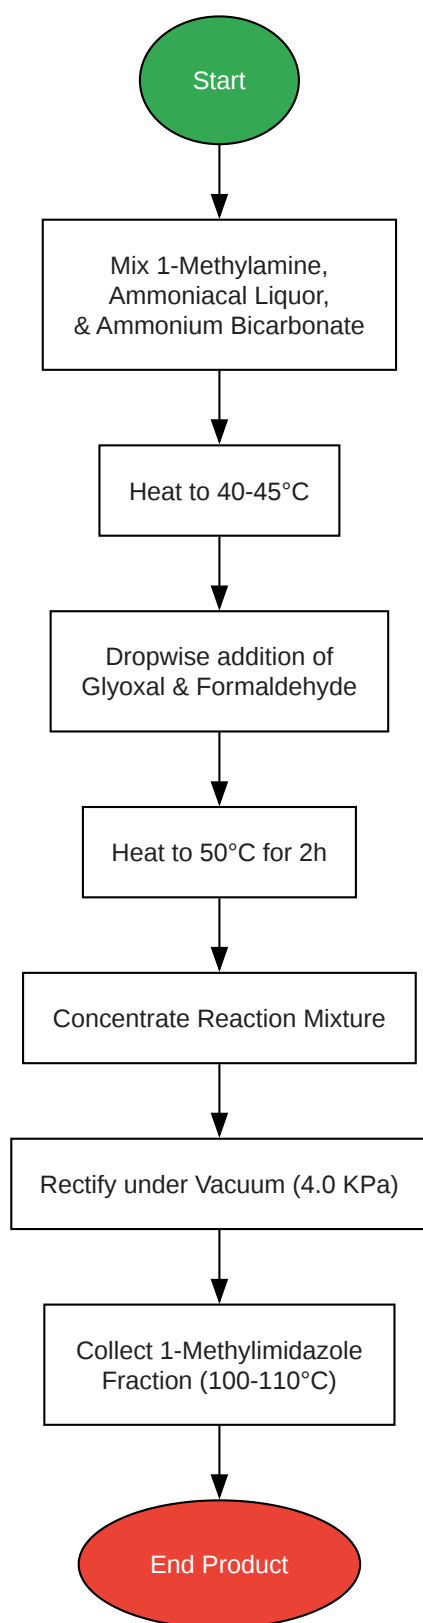 Start
Mix 1-Methylamine,
Ammoniacal Liquor,
& Ammonium Bicarbonate
Heat to 40-45°C
Dropwise addition of
Glyoxal & Formaldehyde
Heat to 50°C for 2h
Concentrate Reaction Mixture
Rectify under Vacuum (4.0 KPa)
Collect 1-Methylimidazole
Fraction (100-110°C)
End Product